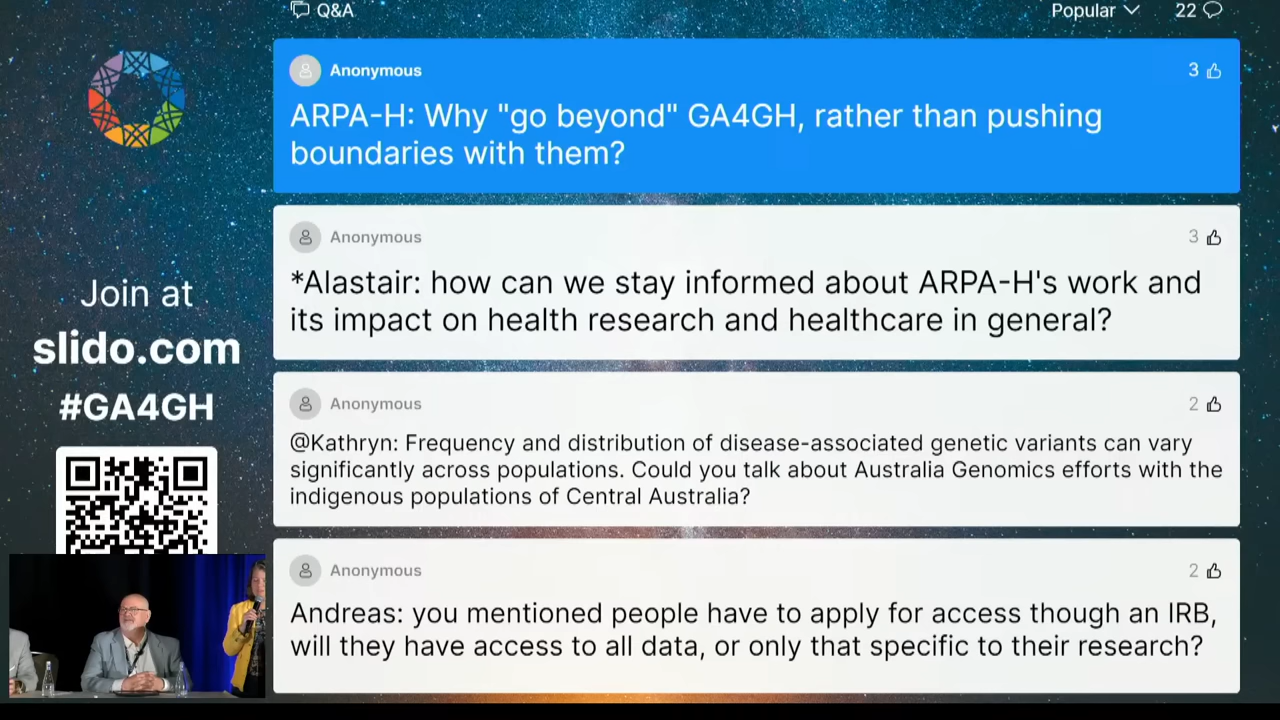 Q&A
Popular
22
Anonymous
3
ARPA-H: Why "go beyond" GA4GH, rather than pushing
boundaries with them?
Anonymous
3
*Alastair: how can we stay informed about ARPA-H's work and
its impact on health research and healthcare in general?
Anonymous
2
@Kathryn: Frequency and distribution of disease-associated genetic variants can vary
significantly across populations. Could you talk about Australia Genomics efforts with the
indigenous populations of Central Australia?
Anonymous
2
Andreas: you mentioned people have to apply for access though an IRB,
will they have access to all data, or only that specific to their research?
Join at
slido.com
#GA4GH